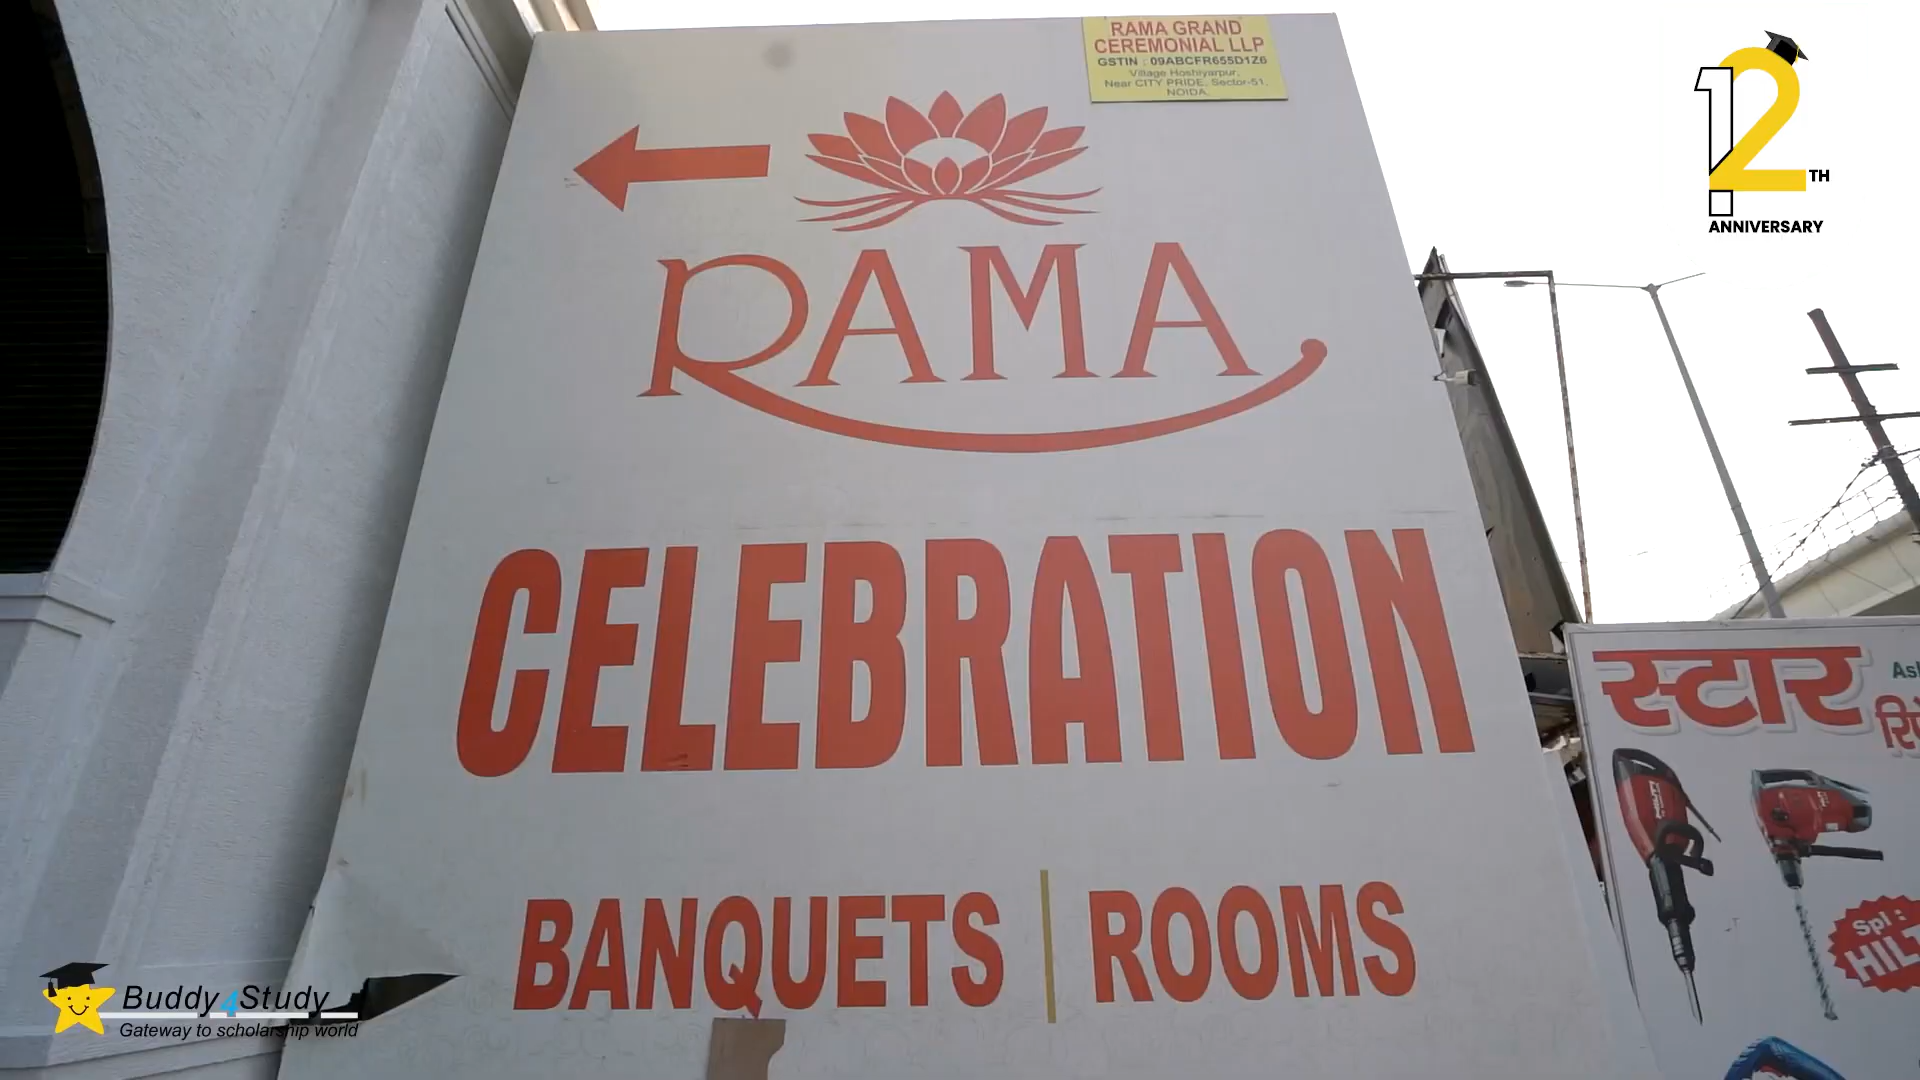 RAMA GRAND
CEREMONIAL LLP
GSTIN : 09ABCFR655D1Z6
Village Hoshiyarpur,
Near CITY PRIDE, Sector-51,
NOIDA.
RAMA
CELEBRATION
BANQUETS | ROOMS
12TH
ANNIVERSARY
स्टार
Spl :
Buddy4Study
Gateway to scholarship world